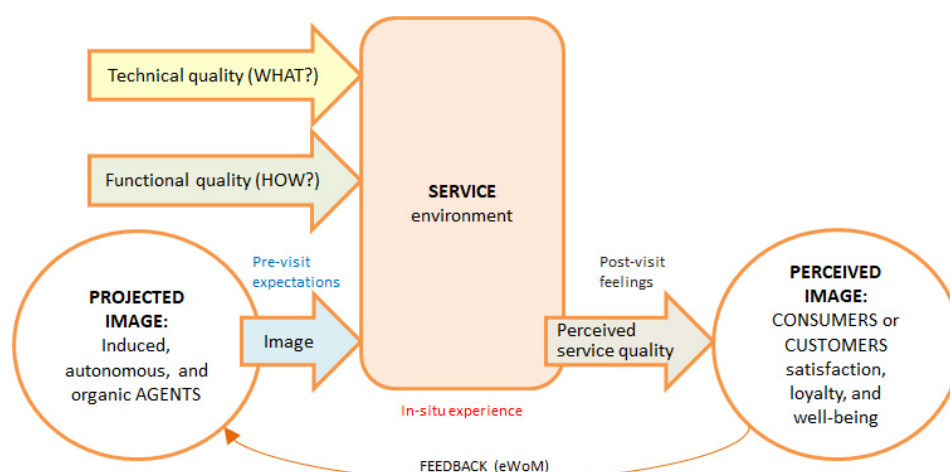 Technical quality (WHAT?)
Functional quality (HOW?)
SERVICE
environment
Pre-visit
expectations
Post-visit
feelings
PROJECTED
IMAGE:
Induced,
autonomous, and
organic AGENTS
Image
Perceived
service quality
PERCEIVED
IMAGE:
CONSUMERS or
CUSTOMERS
satisfaction,
loyalty, and
well-being
In-situ experience
FEEDBACK (eWoM)